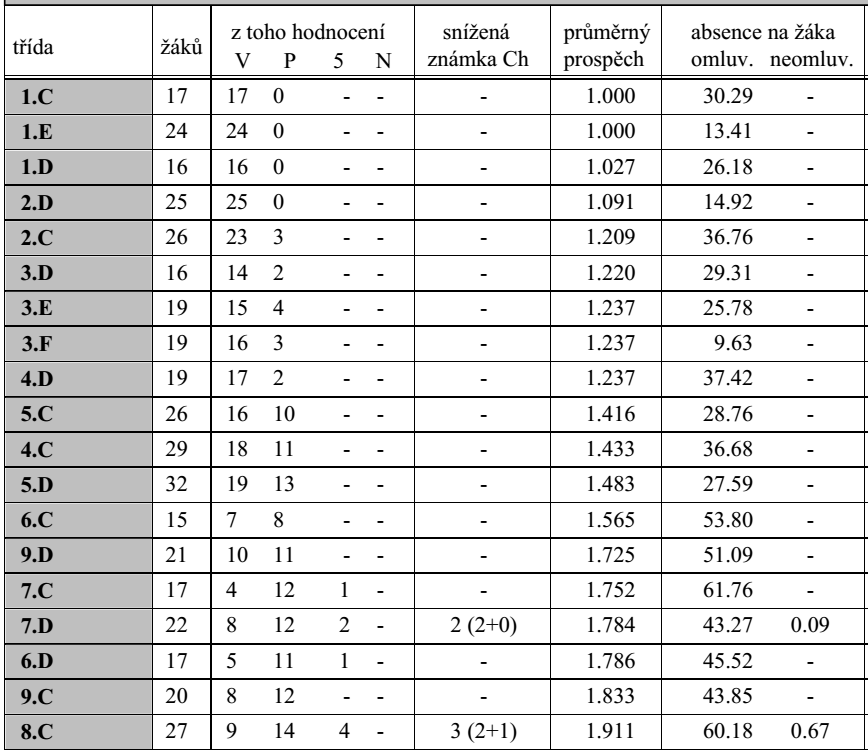 třída žáků z toho hodnocení snížená průměrný absence na žáka
V P 5 N známka Ch prospěch omluv. neomluv.
1.C 17 17 0 - - - 1.000 30.29 -
1.E 24 24 0 - - - 1.000 13.41 -
1.D 16 16 0 - - - 1.027 26.18 -
2.D 25 25 0 - - - 1.091 14.92 -
2.C 26 23 3 - - - 1.209 36.76 -
3.D 16 14 2 - - - 1.220 29.31 -
3.E 19 15 4 - - - 1.237 25.78 -
3.F 19 16 3 - - - 1.237 9.63 -
4.D 19 17 2 - - - 1.237 37.42 -
5.C 26 16 10 - - - 1.416 28.76 -
4.C 29 18 11 - - - 1.433 36.68 -
5.D 32 19 13 - - - 1.483 27.59 -
6.C 15 7 8 - - - 1.565 53.80 -
9.D 21 10 11 - - - 1.725 51.09 -
7.C 17 4 12 1 - - 1.752 61.76 -
7.D 22 8 12 2 - 2 (2+0) 1.784 43.27 0.09
6.D 17 5 11 1 - - 1.786 45.52 -
9.C 20 8 12 - - - 1.833 43.85 -
8.C 27 9 14 4 - 3 (2+1) 1.911 60.18 0.67